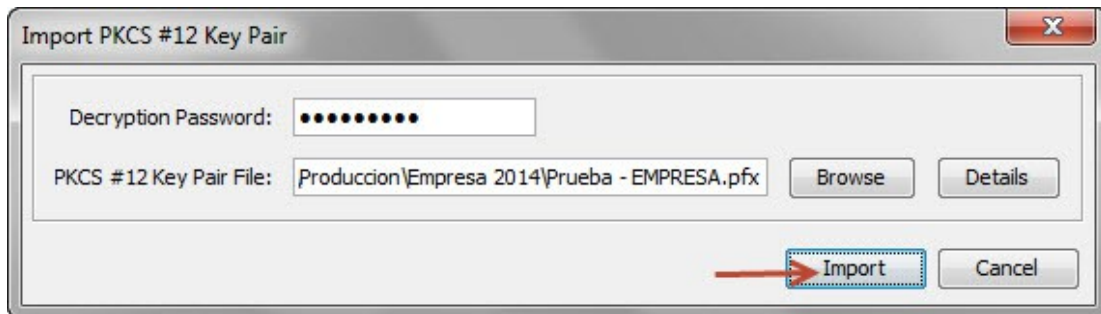 Import PKCS #12 Key Pair
Decryption Password: •••••••••
PKCS #12 Key Pair File: Produccion\Empresa 2014\Prueba - EMPRESA.pfx Browse Details
Import Cancel